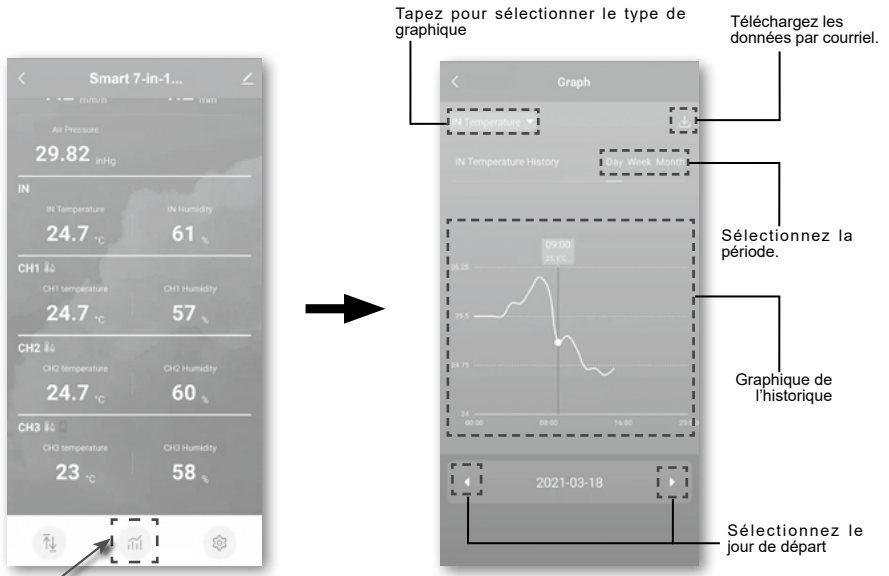 Tapez pour sélectionner le type de
graphique
Téléchargez les
données par courriel.
Smart 7-in-1...
mm/h
mm
Air Pressure
29.82 inHg
IN
IN Temperature
IN Humidity
24.7 °C
61 %
CH1
CH1 temperature
CH1 Humidity
24.7 °C
57 %
CH2
CH2 temperature
CH2 Humidity
24.7 °C
60 %
CH3
CH3 temperature
CH3 Humidity
23 °C
58 %
Graph
IN Temperature
IN Temperature History
Day Week Month
Sélectionnez la
période.
09:00
26.25
25.5
24.75
24
00:00
08:00
16:00
Graphique de
l'historique
2021-03-18
Sélectionnez le
jour de départ